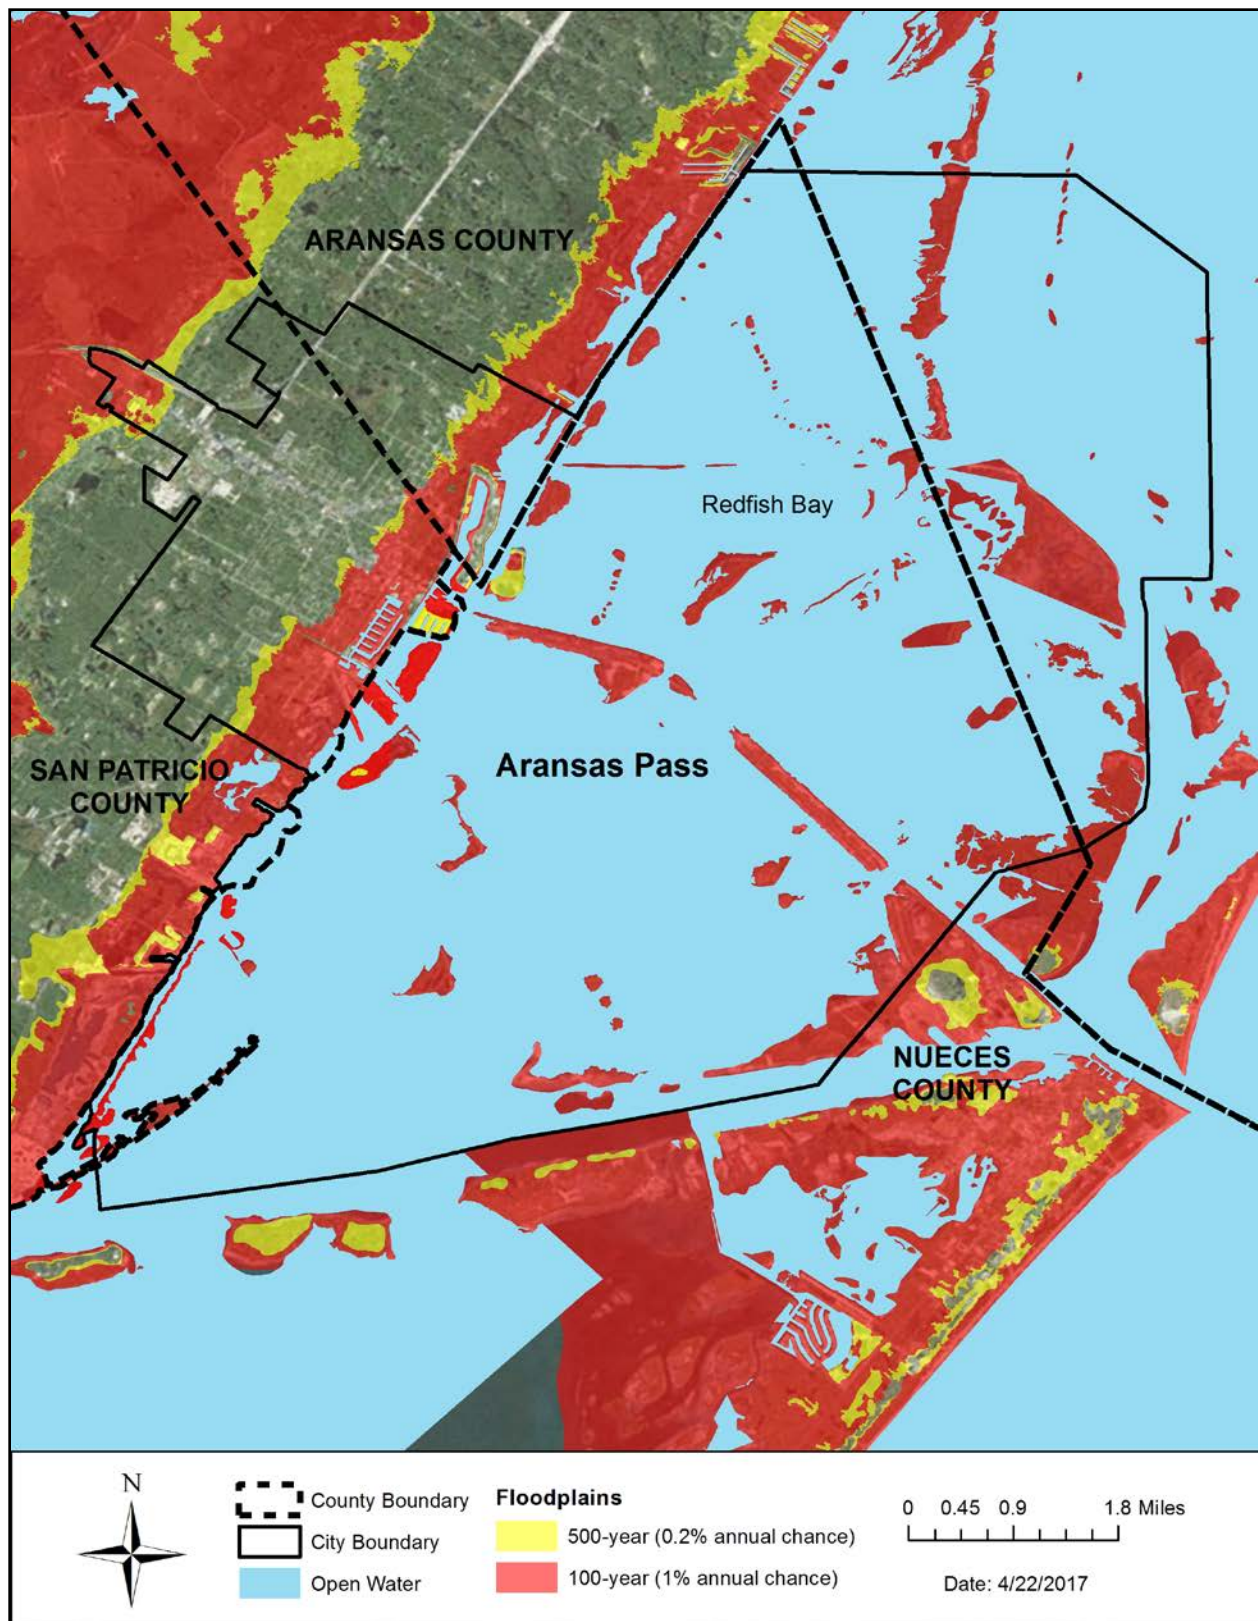 ARANSAS COUNTY
Redfish Bay
Aransas Pass
SAN PATRICIO
COUNTY
NUECES
COUNTY
N
County Boundary
City Boundary
Open Water
Floodplains
500-year (0.2% annual chance)
100-year (1% annual chance)
0 0.45 0.9 1.8 Miles
Date: 4/22/2017